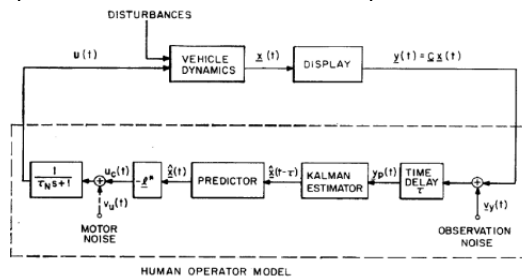 DISTURBANCES
u(t)
VEHICLE
DYNAMICS
x(t)
DISPLAY
y(t) = C x(t)
1
τNs+1
uc(t)
vu(t)
MOTOR
NOISE
-ℓ*
x̂(t)
PREDICTOR
x̂(t-τ)
KALMAN
ESTIMATOR
yp(t)
TIME
DELAY
τ
vy(t)
OBSERVATION
NOISE
HUMAN OPERATOR MODEL